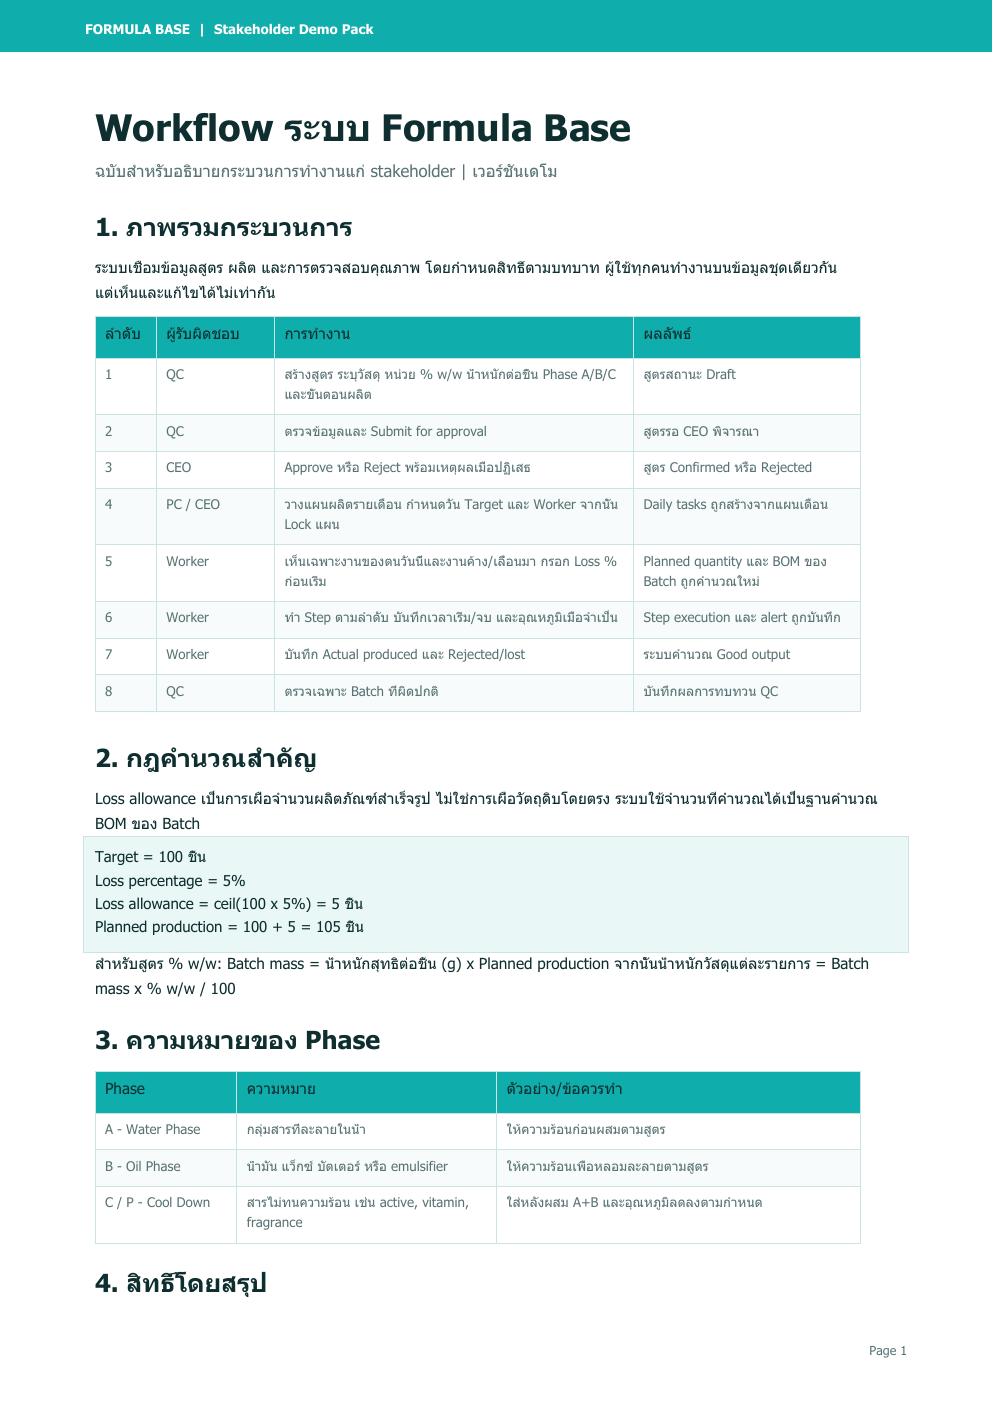 FORMULA BASE | Stakeholder Demo Pack
Workflow ระบบ Formula Base
ฉบับสำหรับอธิบายกระบวนการทำงานแก่ stakeholder | เวอร์ชันเดโม
1. ภาพรวมกระบวนการ
ระบบเชื่อมข้อมูลสูตร ผลิต และการตรวจสอบคุณภาพ โดยกำหนดสิทธิ์ตามบทบาท ผู้ใช้ทุกคนทำงานบนข้อมูลชุดเดียวกัน
แต่เห็นและแก้ไขได้ไม่เท่ากัน
ลำดับ ผู้รับผิดชอบ การทำงาน ผลลัพธ์
1 QC สร้างสูตร ระบุวัสดุ หน่วย % w/w น้ำหนักต่อชิ้น Phase A/B/C สูตรสถานะ Draft
และขั้นตอนผลิต
2 QC ตรวจข้อมูลและ Submit for approval สูตรรอ CEO พิจารณา
3 CEO Approve หรือ Reject พร้อมเหตุผลเมื่อปฏิเสธ สูตร Confirmed หรือ Rejected
4 PC / CEO วางแผนผลิตรายเดือน กำหนดวัน Target และ Worker จากนั้น Daily tasks ถูกสร้างจากแผนเดือน
Lock แผน
5 Worker เห็นเฉพาะงานของตนวันนี้และงานค้าง/เลื่อนมา กรอก Loss % Planned quantity และ BOM ของ
ก่อนเริ่ม Batch ถูกคำนวณใหม่
6 Worker ทำ Step ตามลำดับ บันทึกเวลาเริ่ม/จบ และอุณหภูมิเมื่อจำเป็น Step execution และ alert ถูกบันทึก
7 Worker บันทึก Actual produced และ Rejected/lost ระบบคำนวณ Good output
8 QC ตรวจเฉพาะ Batch ที่ผิดปกติ บันทึกผลการทบทวน QC
2. กฎคำนวณสำคัญ
Loss allowance เป็นการเผื่อจำนวนผลิตภัณฑ์สำเร็จรูป ไม่ใช่การเผื่อวัตถุดิบโดยตรง ระบบใช้จำนวนที่คำนวณได้เป็นฐานคำนวณ
BOM ของ Batch
Target = 100 ชิ้น
Loss percentage = 5%
Loss allowance = ceil(100 x 5%) = 5 ชิ้น
Planned production = 100 + 5 = 105 ชิ้น
สำหรับสูตร % w/w: Batch mass = น้ำหนักสุทธิต่อชิ้น (g) x Planned production จากนั้นน้ำหนักวัสดุแต่ละรายการ = Batch
mass x % w/w / 100
3. ความหมายของ Phase
Phase ความหมาย ตัวอย่าง/ข้อควรทำ
A - Water Phase กลุ่มสารที่ละลายในน้ำ ให้ความร้อนก่อนผสมตามสูตร
B - Oil Phase น้ำมัน แว็กซ์ บัตเตอร์ หรือ emulsifier ให้ความร้อนเพื่อหลอมละลายตามสูตร
C / P - Cool Down สารไม่ทนความร้อน เช่น active, vitamin, ใส่หลังผสม A+B และอุณหภูมิลดลงตามกำหนด
fragrance
4. สิทธิ์โดยสรุป
Page 1